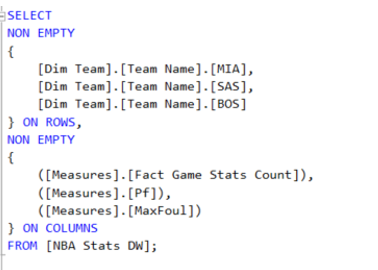 SELECT
NON EMPTY
{
    [Dim Team].[Team Name].[MIA],
    [Dim Team].[Team Name].[SAS],
    [Dim Team].[Team Name].[BOS]
} ON ROWS,
NON EMPTY
{
    ([Measures].[Fact Game Stats Count]),
    ([Measures].[Pf]),
    ([Measures].[MaxFoul])
} ON COLUMNS
FROM [NBA Stats DW];